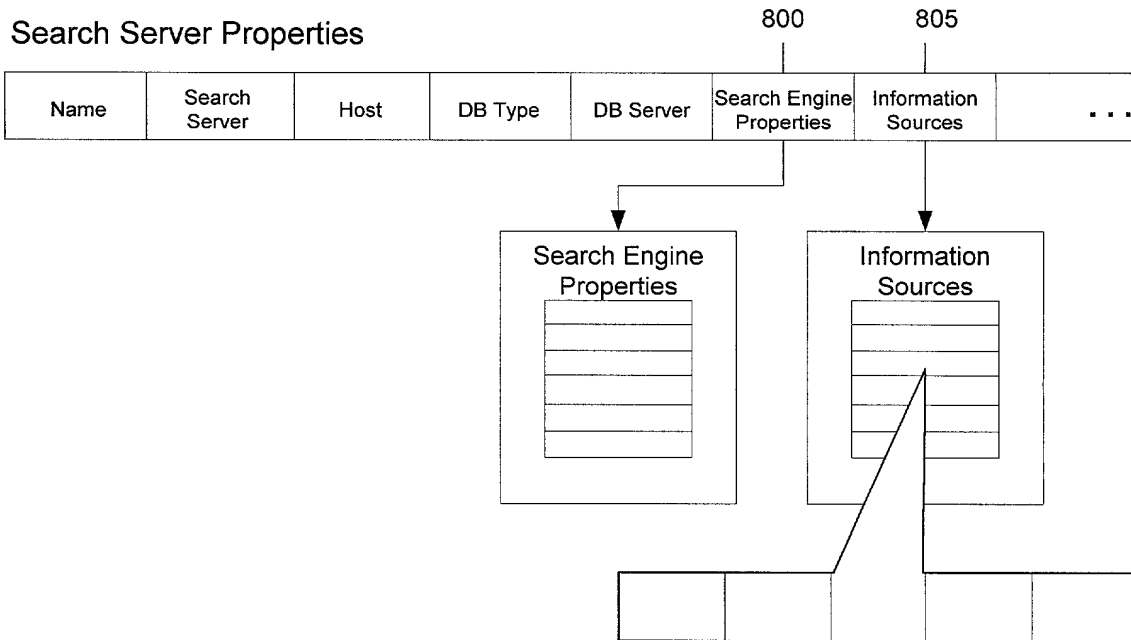 800 805
Search Server Properties
Name Search Server Host DB Type DB Server Search Engine Properties Information Sources ...
Search Engine
Properties
Information
Sources